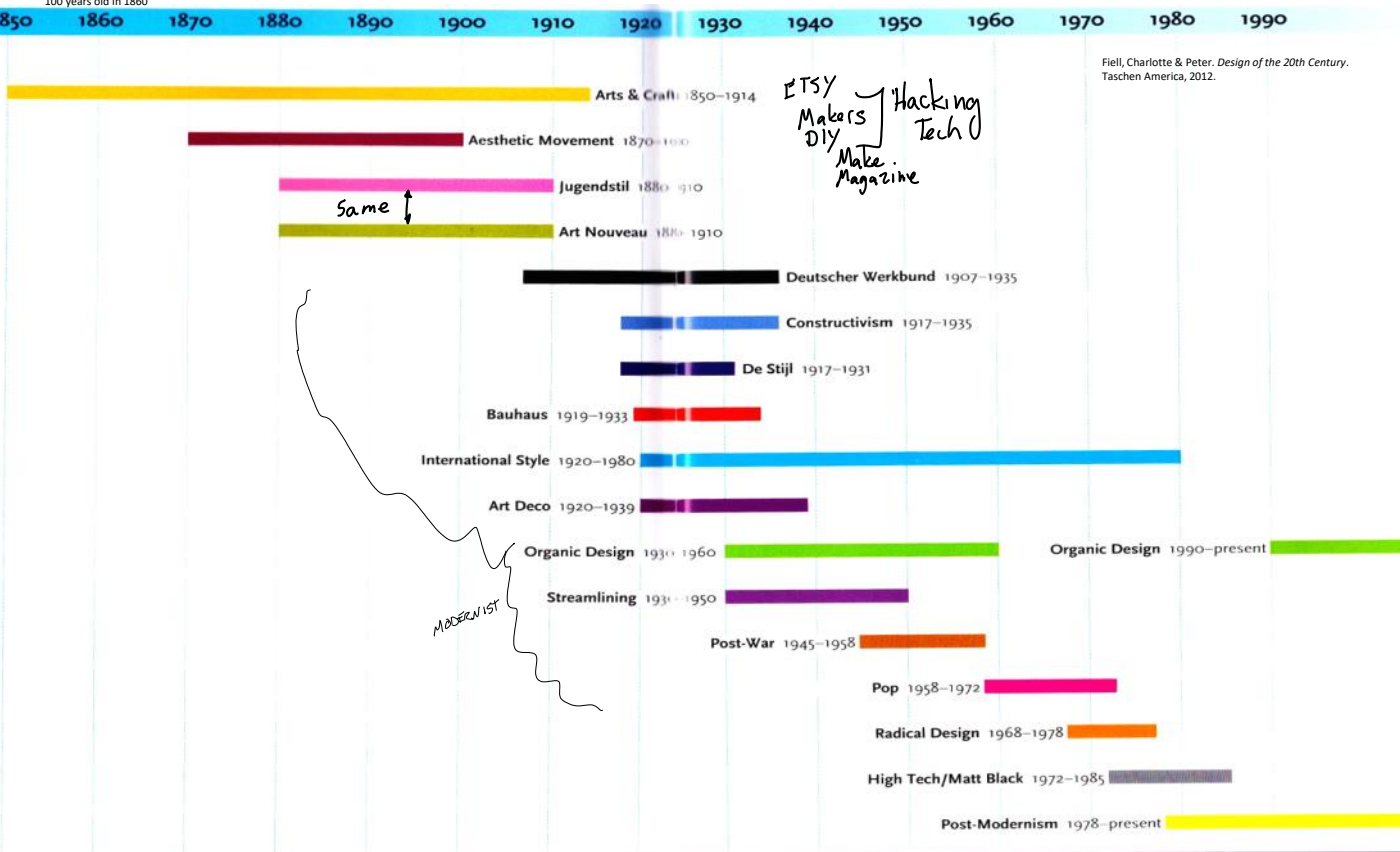 100 years old in 1860
850 1860 1870 1880 1890 1900 1910 1920 1930 1940 1950 1960 1970 1980 1990
Fiell, Charlotte & Peter. Design of the 20th Century.
Taschen America, 2012.
Arts & Craft 1850–1914
ETSY
Makers
DIY
Hacking
Tech
Make
Magazine
Aesthetic Movement 1870–1900
Jugendstil 1880 910
Same
Art Nouveau 1880 1910
Deutscher Werkbund 1907–1935
Constructivism 1917–1935
De Stijl 1917–1931
Bauhaus 1919–1933
International Style 1920–1980
Art Deco 1920–1939
Organic Design 1930 1960
Organic Design 1990–present
Streamlining 1930 1950
MODERNIST
Post-War 1945–1958
Pop 1958–1972
Radical Design 1968–1978
High Tech/Matt Black 1972–1985
Post-Modernism 1978–present